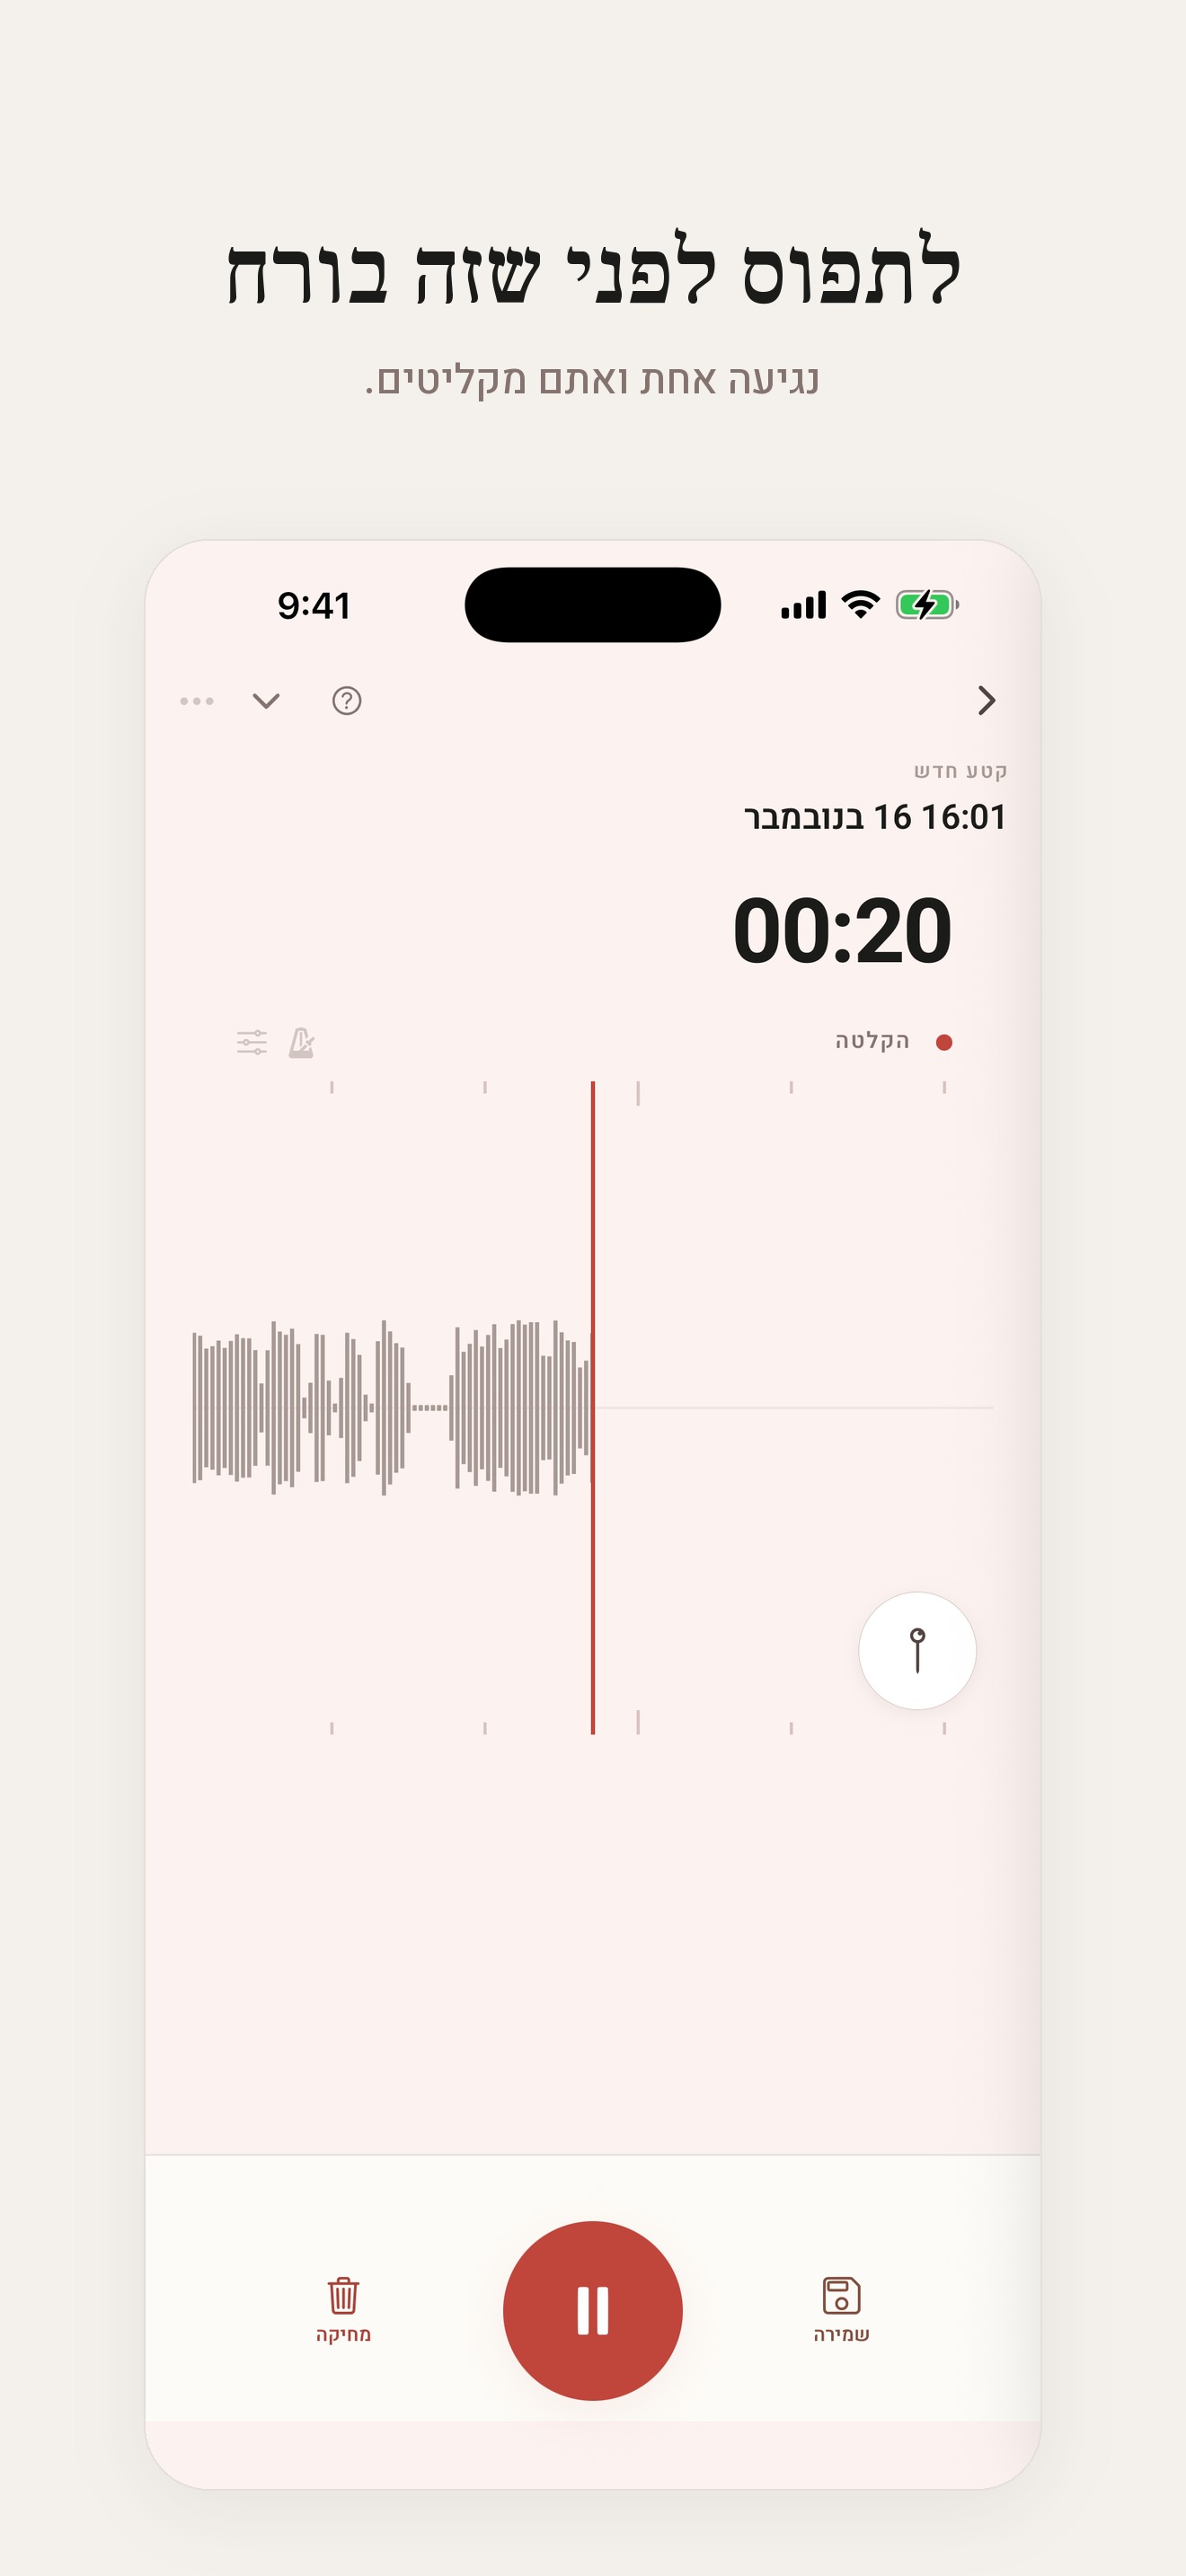 לתפוס לפני שזה בורח
נגיעה אחת ואתם מקליטים.
9:41
קטע חדש
16:01 16 בנובמבר
00:20
הקלטה
שמירה
מחיקה